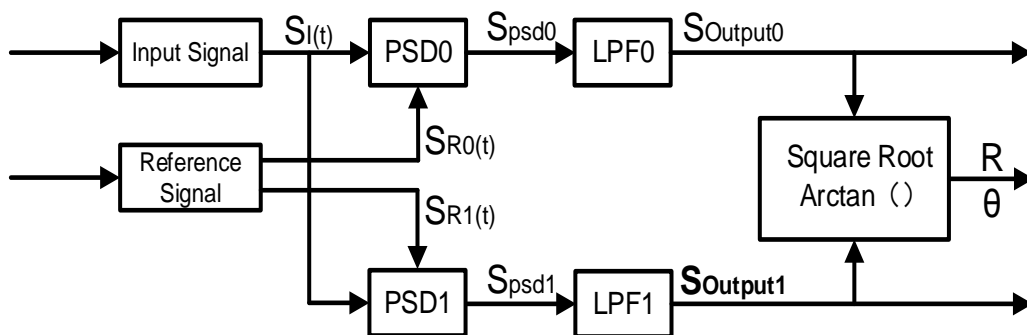 Input Signal
SI(t)
PSD0
Spsd0
LPF0
SOutput0
Reference
Signal
SR0(t)
SR1(t)
Square Root
Arctan（）
R
θ
PSD1
Spsd1
LPF1
SOutput1